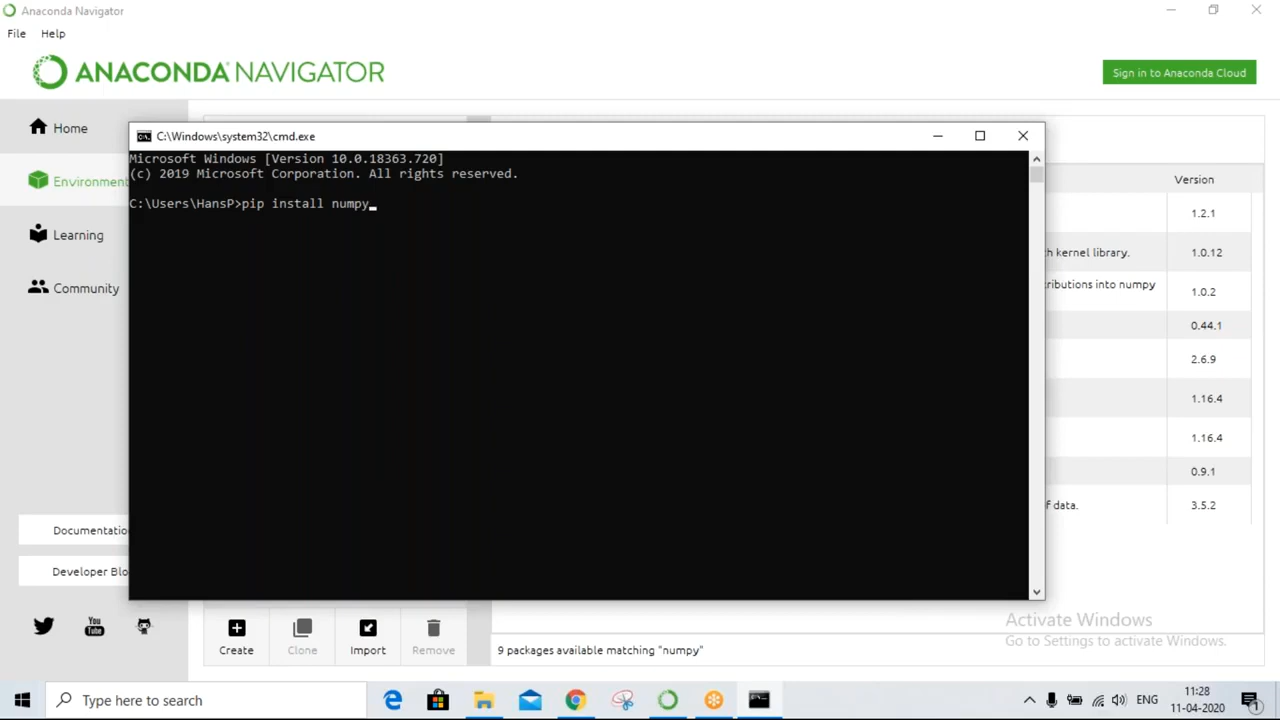 Anaconda Navigator
File Help
ANACONDA NAVIGATOR
Sign in to Anaconda Cloud
Home
Environment
Learning
Community
Documentatio
Developer Blo
C:\Windows\system32\cmd.exe
Microsoft Windows [Version 10.0.18363.720]
(c) 2019 Microsoft Corporation. All rights reserved.
C:\Users\HansP>pip install numpy
Version
1.2.1
h kernel library. 1.0.12
ributions into numpy 1.0.2
0.44.1
2.6.9
1.16.4
1.16.4
0.9.1
f data. 3.5.2
You Tube
Create Clone Import Remove
9 packages available matching "numpy"
Activate Windows
Go to Settings to activate Windows.
Type here to search
ENG
11:28
11-04-2020
1